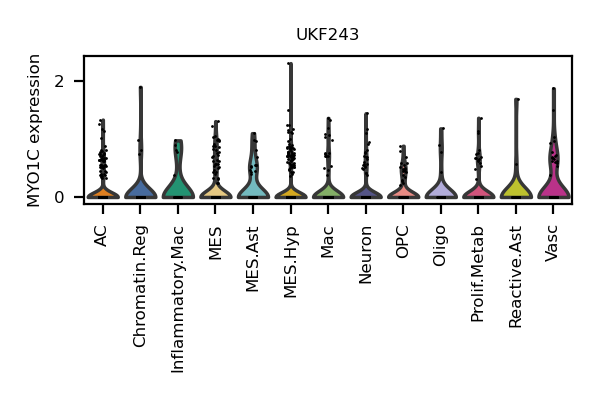 UKF243
MYO1C expression
2
0
AC
Chromatin.Reg
Inflammatory.Mac
MES
MES.Ast
MES.Hyp
Mac
Neuron
OPC
Oligo
Prolif.Metab
Reactive.Ast
Vasc